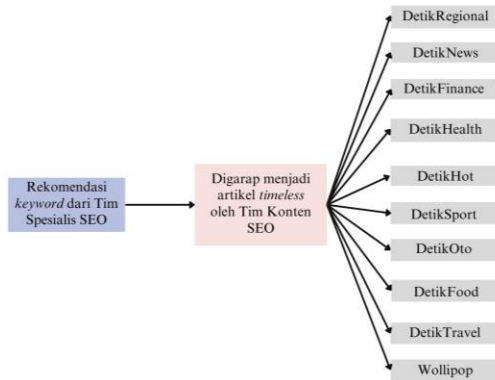 Rekomendasi
keyword dari Tim
Spesialis SEO
Digarap menjadi
artikel timeless
oleh Tim Konten
SEO
DetikRegional
DetikNews
DetikFinance
DetikHealth
DetikHot
DetikSport
DetikOto
DetikFood
DetikTravel
Wollipop